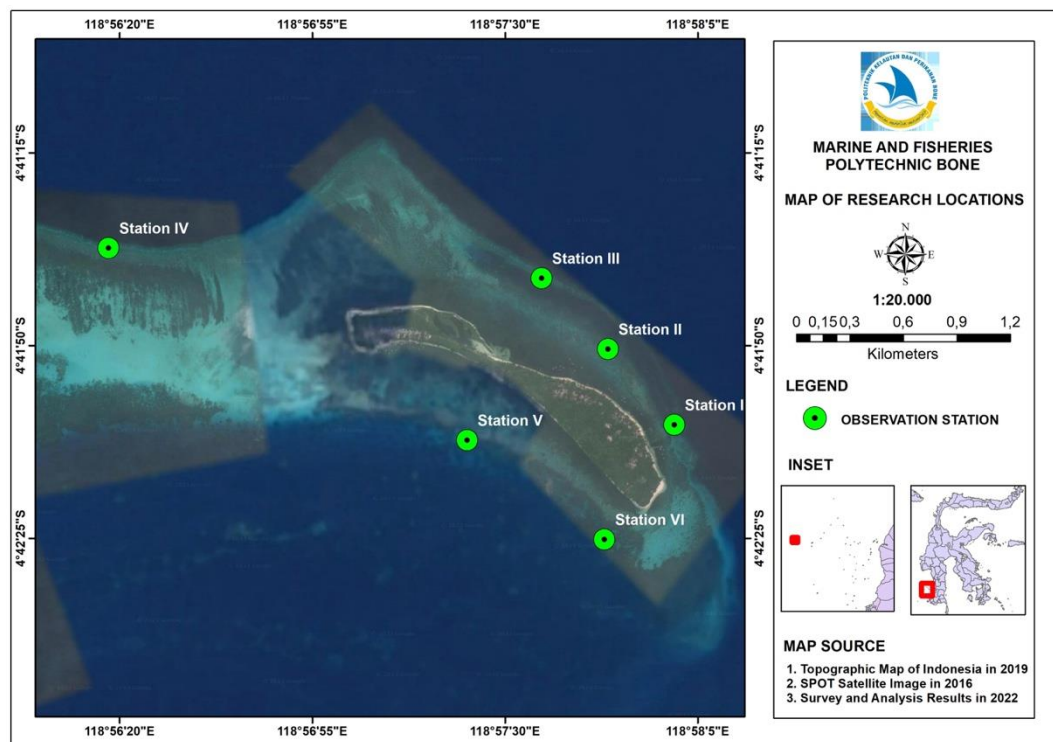 118°56'20"E 118°56'55"E 118°57'30"E 118°58'5"E
4°41'15"S
4°41'50"S
4°42'25"S
Station IV
Station III
Station II
Station I
Station V
Station VI
4°41'15"S
4°41'50"S
4°42'25"S
118°56'20"E 118°56'55"E 118°57'30"E 118°58'5"E
POLITEKNIK KELAUTAN DAN PERIKANAN BONE
MARINE AND FISHERIES
POLYTECHNIC BONE
MAP OF RESEARCH LOCATIONS
N
W E
S
1:20.000
0 0,15 0,3 0,6 0,9 1,2
Kilometers
LEGEND
OBSERVATION STATION
INSET
MAP SOURCE
1. Topographic Map of Indonesia in 2019
2. SPOT Satellite Image in 2016
3. Survey and Analysis Results in 2022